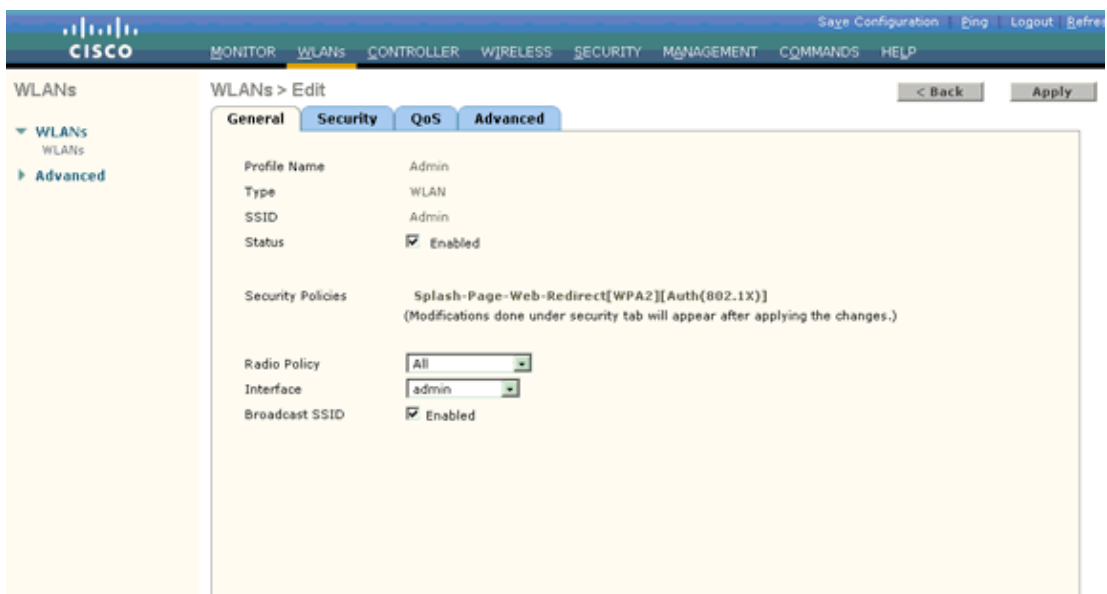 Save Configuration Ping Logout Refres
CISCO
MONITOR WLANs CONTROLLER WIRELESS SECURITY MANAGEMENT COMMANDS HELP
WLANs
WLANs > Edit
< Back
Apply
General Security QoS Advanced
WLANs
WLANs
Advanced
Profile Name Admin
Type WLAN
SSID Admin
Status Enabled
Security Policies Splash-Page-Web-Redirect[WPA2][Auth(802.1X)]
(Modifications done under security tab will appear after applying the changes.)
Radio Policy All
Interface admin
Broadcast SSID Enabled